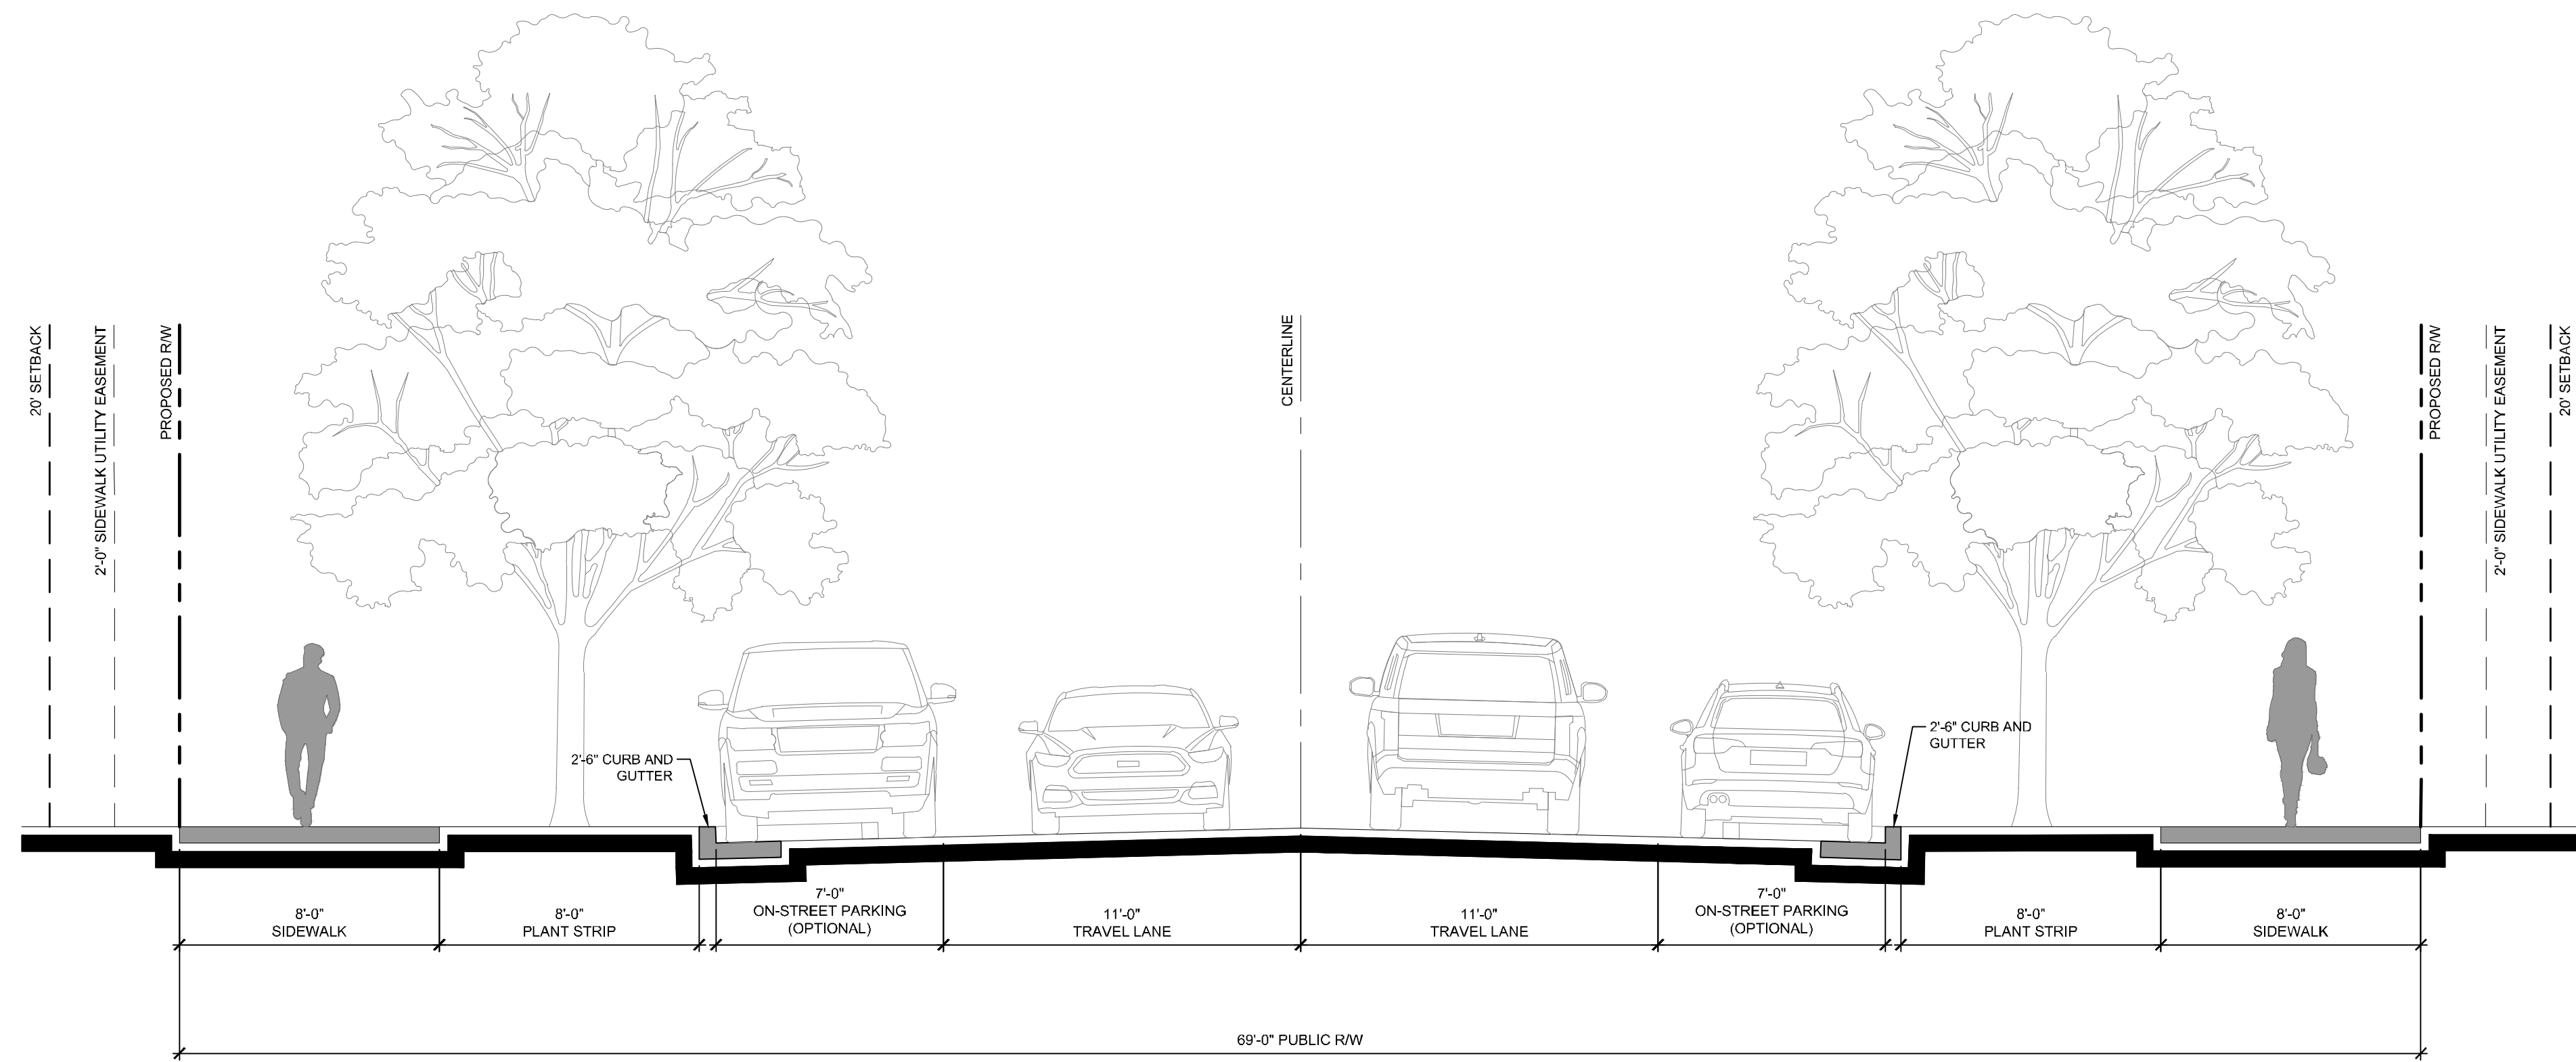 20' SETBACK
2'-0" SIDEWALK UTILITY EASEMENT
PROPOSED R/W
CENTERLINE
PROPOSED R/W
2'-0" SIDEWALK UTILITY EASEMENT
20' SETBACK
2'-6" CURB AND
GUTTER
2'-6" CURB AND
GUTTER
8'-0"
SIDEWALK
8'-0"
PLANT STRIP
7'-0"
ON-STREET PARKING
(OPTIONAL)
11'-0"
TRAVEL LANE
11'-0"
TRAVEL LANE
7'-0"
ON-STREET PARKING
(OPTIONAL)
8'-0"
PLANT STRIP
8'-0"
SIDEWALK
69'-0" PUBLIC R/W